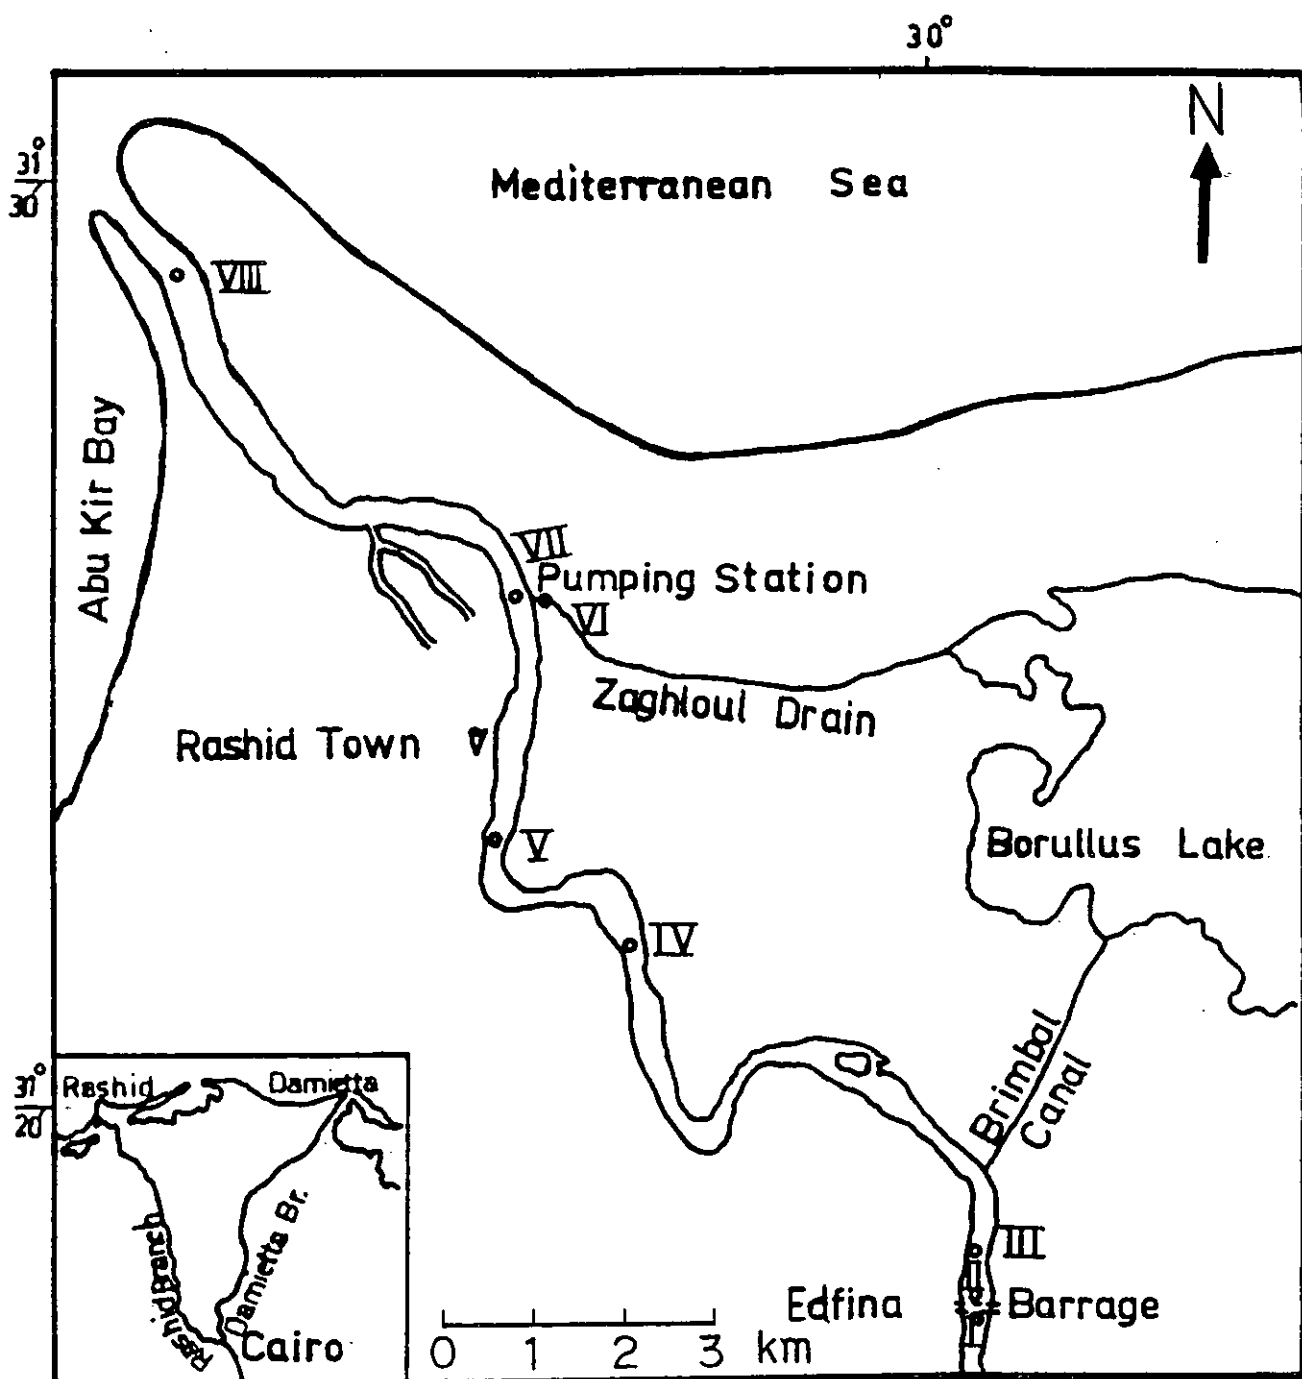 30°
N
31°
30'
Mediterranean Sea
VIII
Abu Kir Bay
VII
Pumping Station
VI
Zaghloul Drain
Rashid Town
V
Borullus Lake
IV
Brimbal
Canal
31°
20'
Rashid
Damietta
Rashid Branch
Damietta Br.
Cairo
III
II
Edfina Barrage
I
0 1 2 3 km